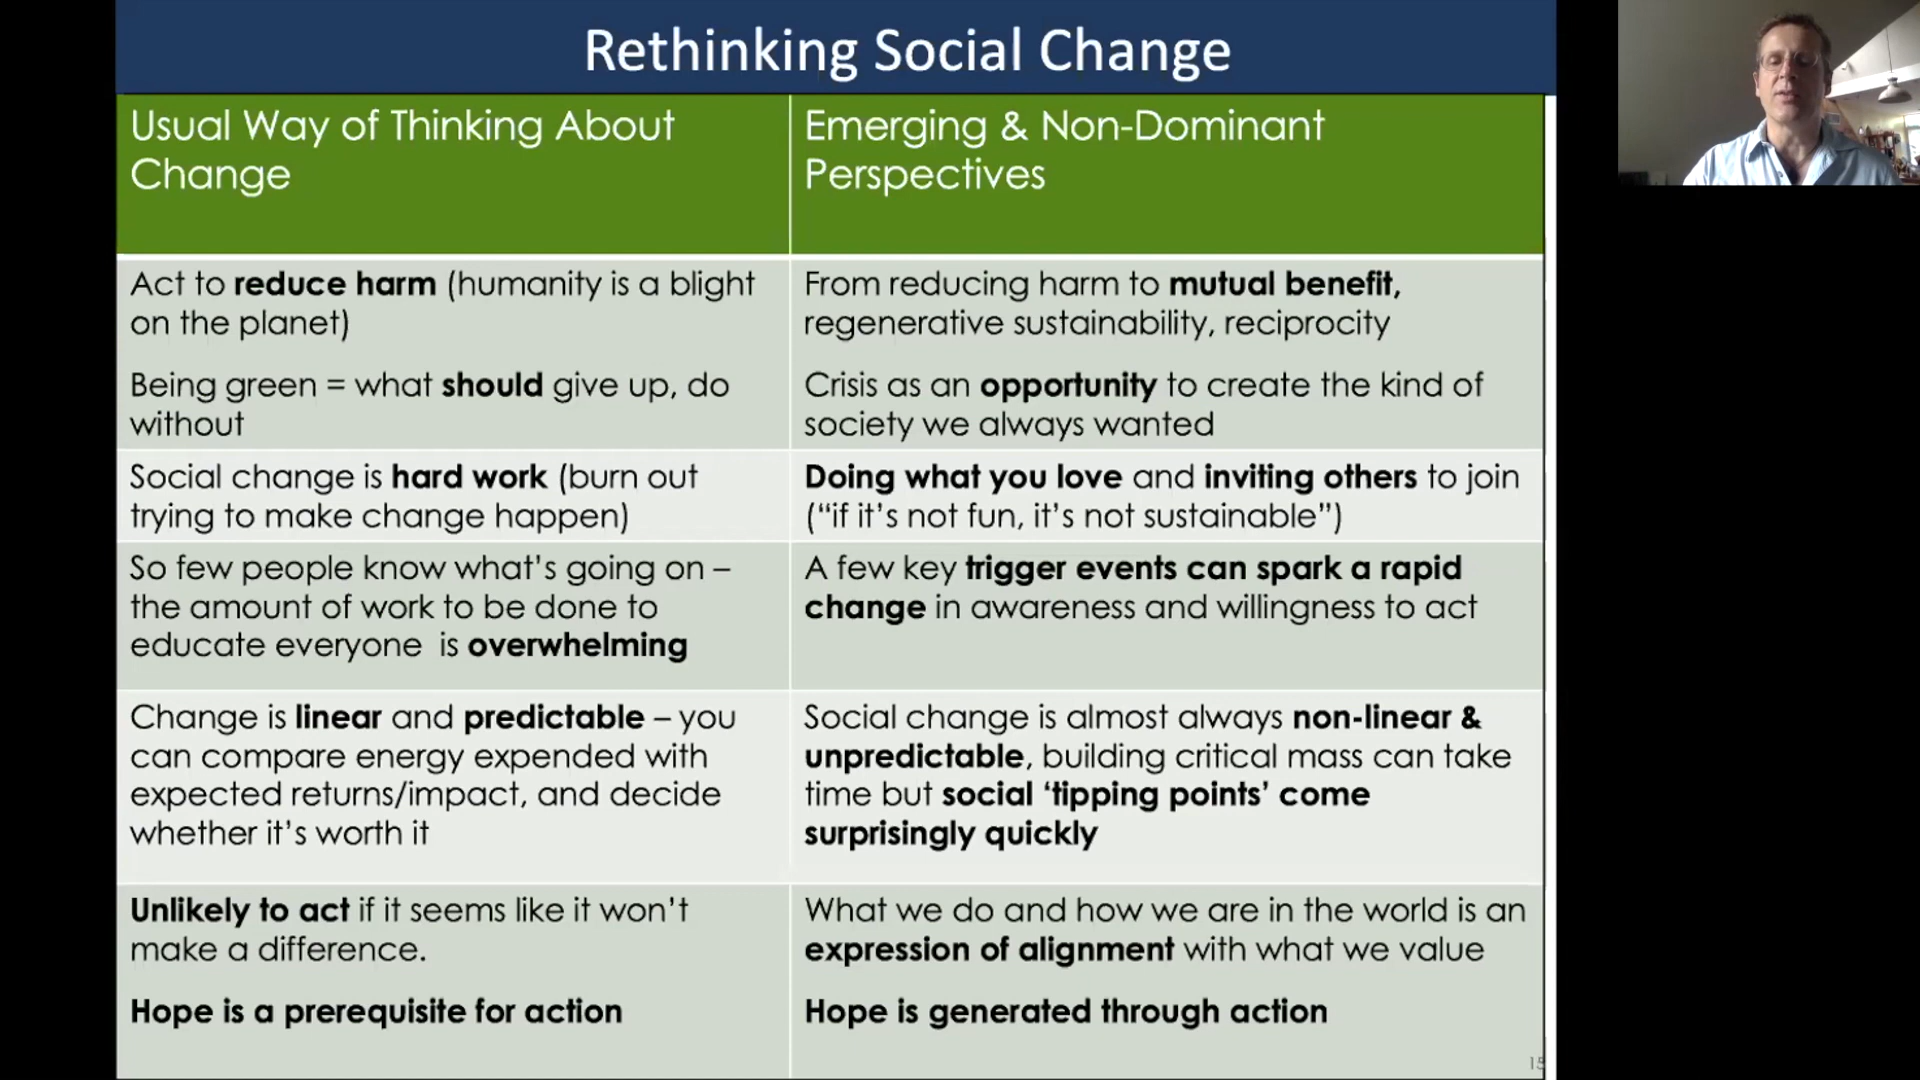 Rethinking Social Change
Usual Way of Thinking About
Change
Emerging & Non-Dominant
Perspectives
Act to reduce harm (humanity is a blight
on the planet)
Being green = what should give up, do
without
From reducing harm to mutual benefit,
regenerative sustainability, reciprocity
Crisis as an opportunity to create the kind of
society we always wanted
Social change is hard work (burn out
trying to make change happen)
Doing what you love and inviting others to join
(“if it’s not fun, it’s not sustainable”)
So few people know what’s going on –
the amount of work to be done to
educate everyone  is overwhelming
A few key trigger events can spark a rapid
change in awareness and willingness to act
Change is linear and predictable – you
can compare energy expended with
expected returns/impact, and decide
whether it’s worth it
Social change is almost always non-linear &
unpredictable, building critical mass can take
time but social ‘tipping points’ come
surprisingly quickly
Unlikely to act if it seems like it won’t
make a difference.
Hope is a prerequisite for action
What we do and how we are in the world is an
expression of alignment with what we value
Hope is generated through action